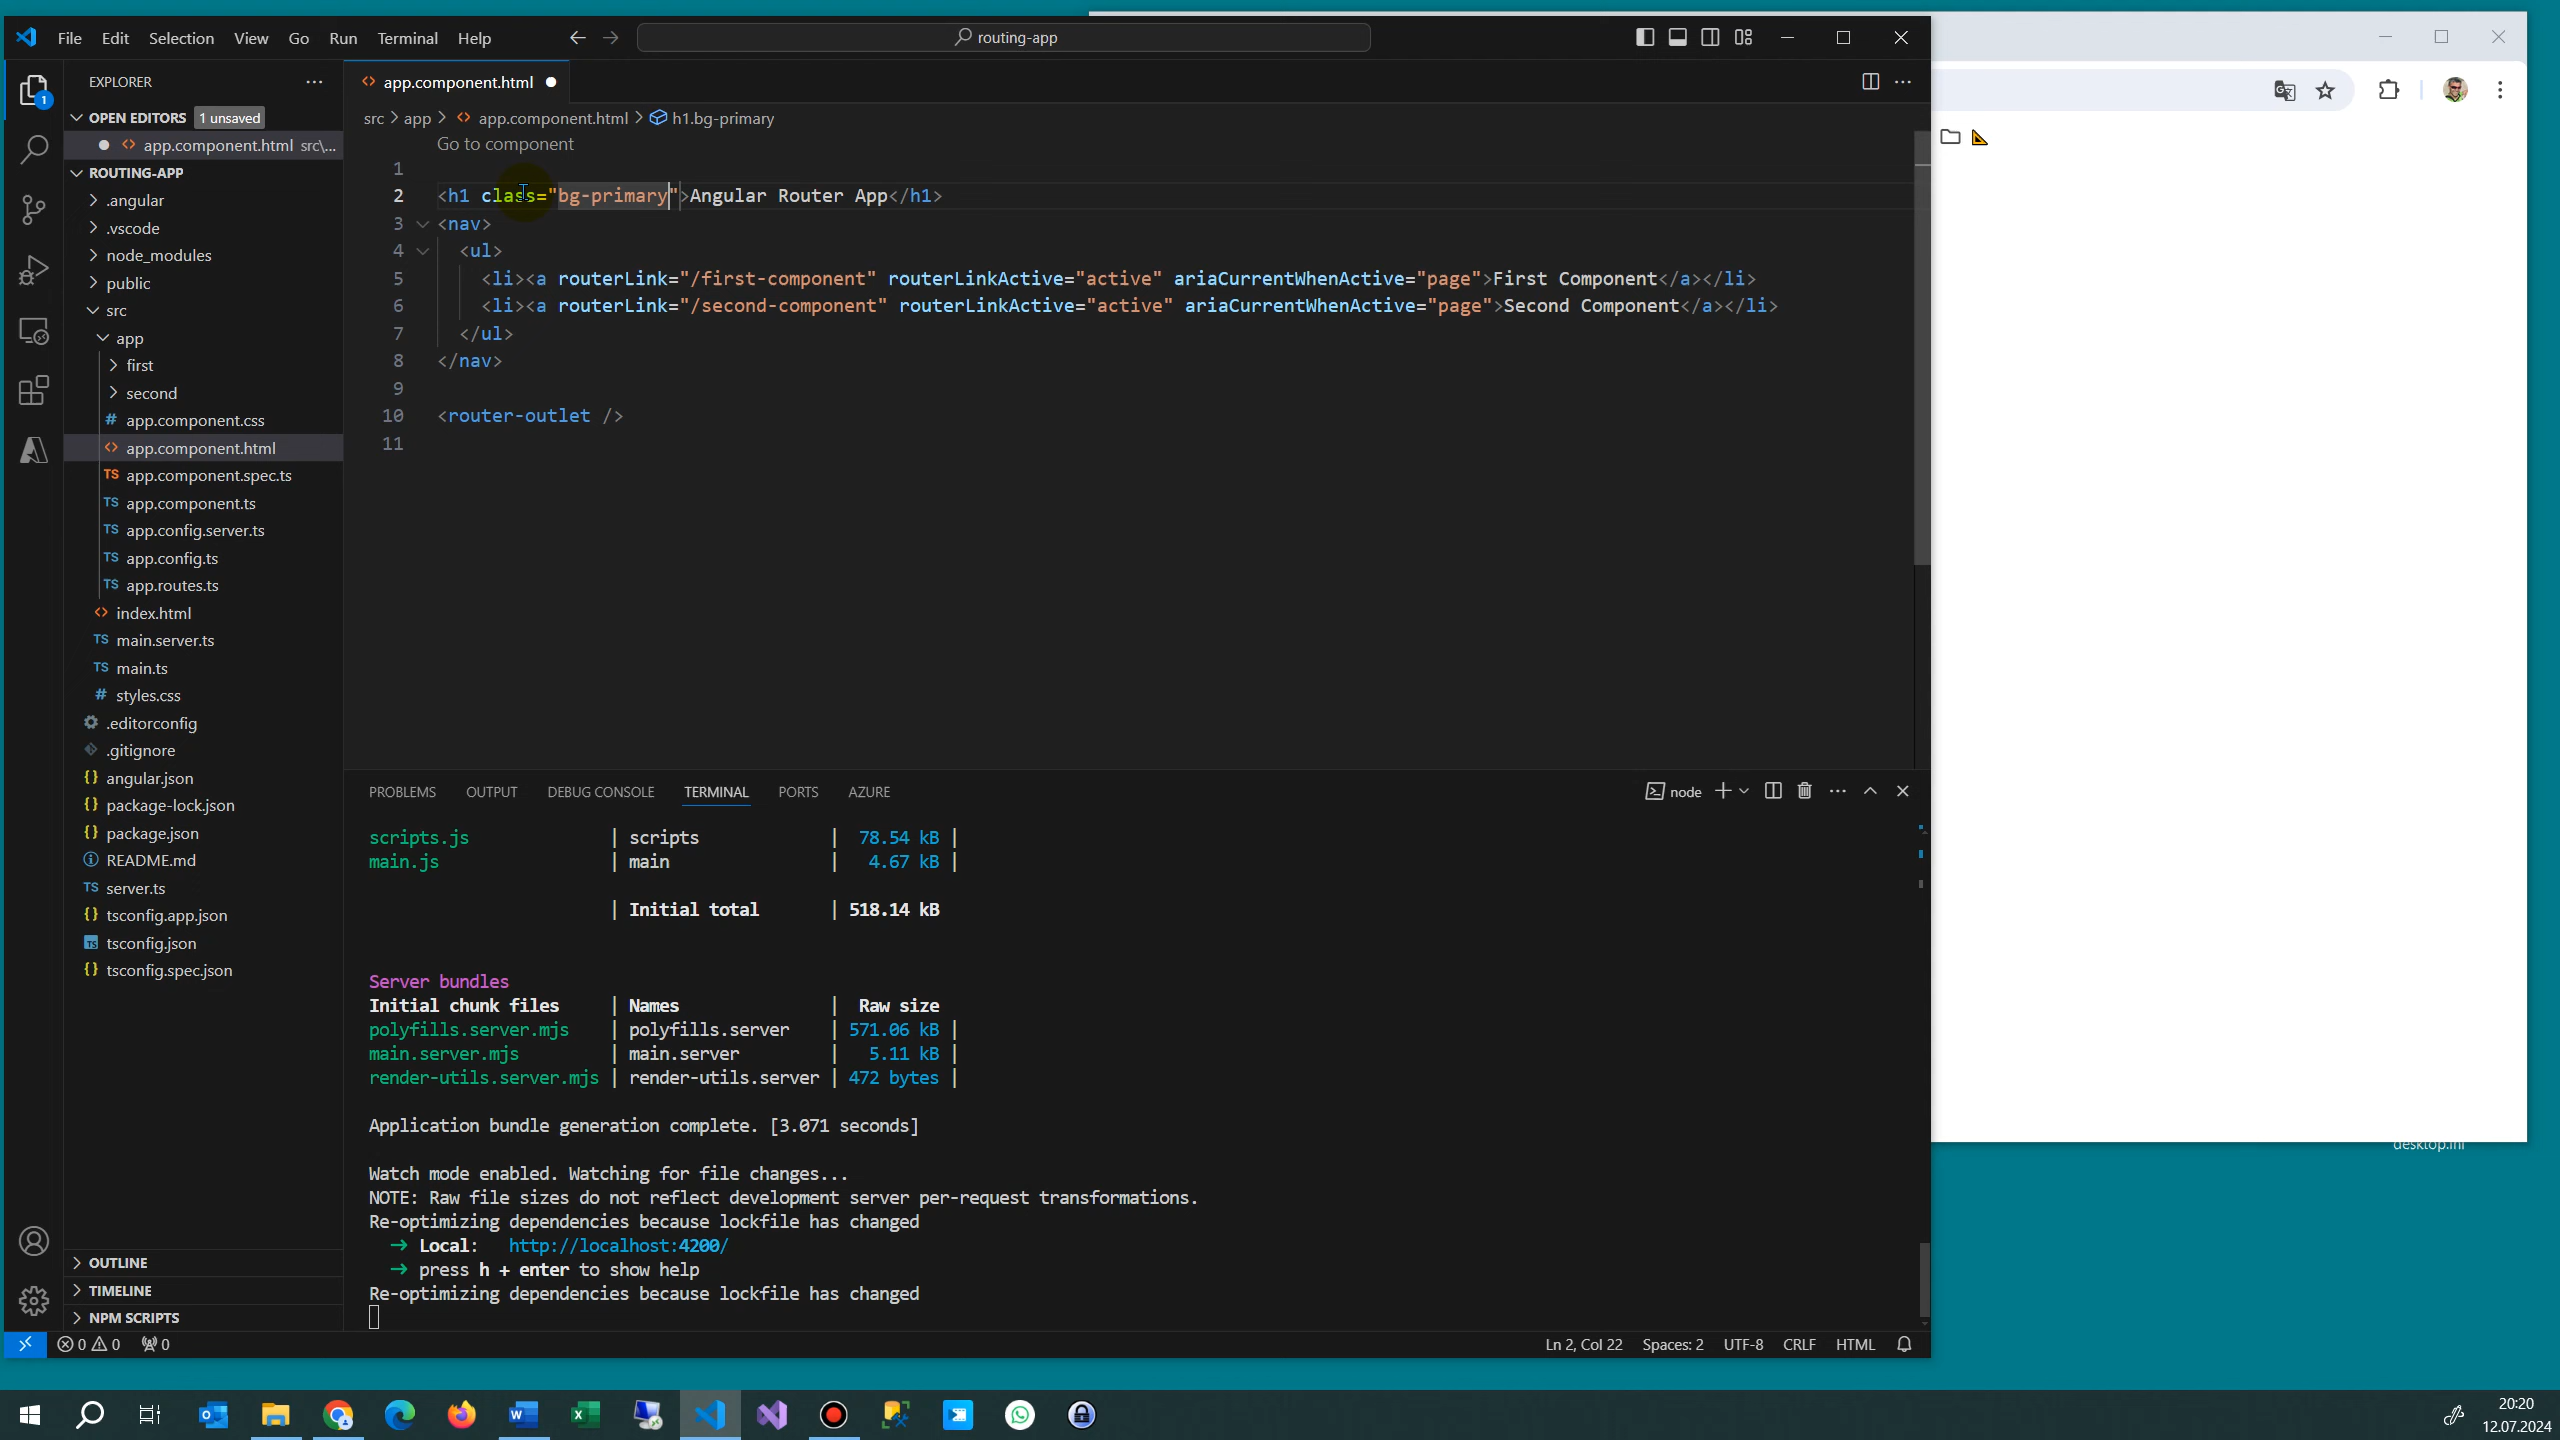 File Edit Selection View Go Run Terminal Help
routing-app
EXPLORER
OPEN EDITORS 1 unsaved
app.component.html src\...
ROUTING-APP
.angular
.vscode
node_modules
public
src
app
first
second
# app.component.css
<> app.component.html
TS app.component.spec.ts
TS app.component.ts
TS app.config.server.ts
TS app.config.ts
TS app.routes.ts
<> index.html
TS main.server.ts
TS main.ts
# styles.css
.editorconfig
.gitignore
{} angular.json
{} package-lock.json
{} package.json
README.md
TS server.ts
{} tsconfig.app.json
TS tsconfig.json
{} tsconfig.spec.json
OUTLINE
TIMELINE
NPM SCRIPTS
<> app.component.html
src > app > <> app.component.html > h1.bg-primary
Go to component
1
2 <h1 class="bg-primary">Angular Router App</h1>
3 <nav>
4 <ul>
5 <li><a routerLink="/first-component" routerLinkActive="active" ariaCurrentWhenActive="page">First Component</a></li>
6 <li><a routerLink="/second-component" routerLinkActive="active" ariaCurrentWhenActive="page">Second Component</a></li>
7 </ul>
8 </nav>
9
10 <router-outlet />
11
PROBLEMS OUTPUT DEBUG CONSOLE TERMINAL PORTS AZURE
node
scripts.js | scripts | 78.54 kB |
main.js | main | 4.67 kB |
| Initial total | 518.14 kB
Server bundles
Initial chunk files | Names | Raw size
polyfills.server.mjs | polyfills.server | 571.06 kB |
main.server.mjs | main.server | 5.11 kB |
render-utils.server.mjs | render-utils.server | 472 bytes |
Application bundle generation complete. [3.071 seconds]
Watch mode enabled. Watching for file changes...
NOTE: Raw file sizes do not reflect development server per-request transformations.
Re-optimizing dependencies because lockfile has changed
➜ Local: http://localhost:4200/
➜ press h + enter to show help
Re-optimizing dependencies because lockfile has changed
0 0 0
Ln 2, Col 22 Spaces: 2 UTF-8 CRLF HTML
desktop.ini
20:20
12.07.2024